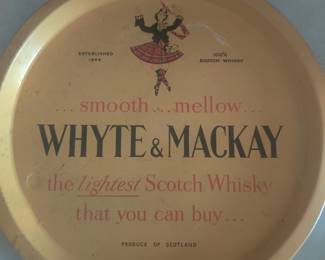 ESTABLISHED 100%
1844 SCOTCH WHISKY
...smooth...mellow...
WHYTE & MACKAY
the lightest Scotch Whisky
that you can buy...
PRODUCE OF SCOTLAND